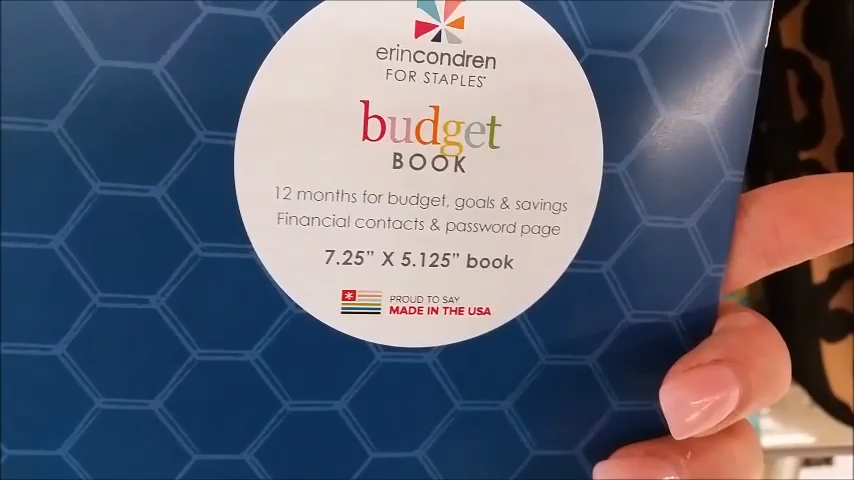 erincondren
FOR STAPLES
budget
BOOK
12 months for budget, goals & savings
Financial contacts & password page
7.25” X 5.125” book
PROUD TO SAY
MADE IN THE USA